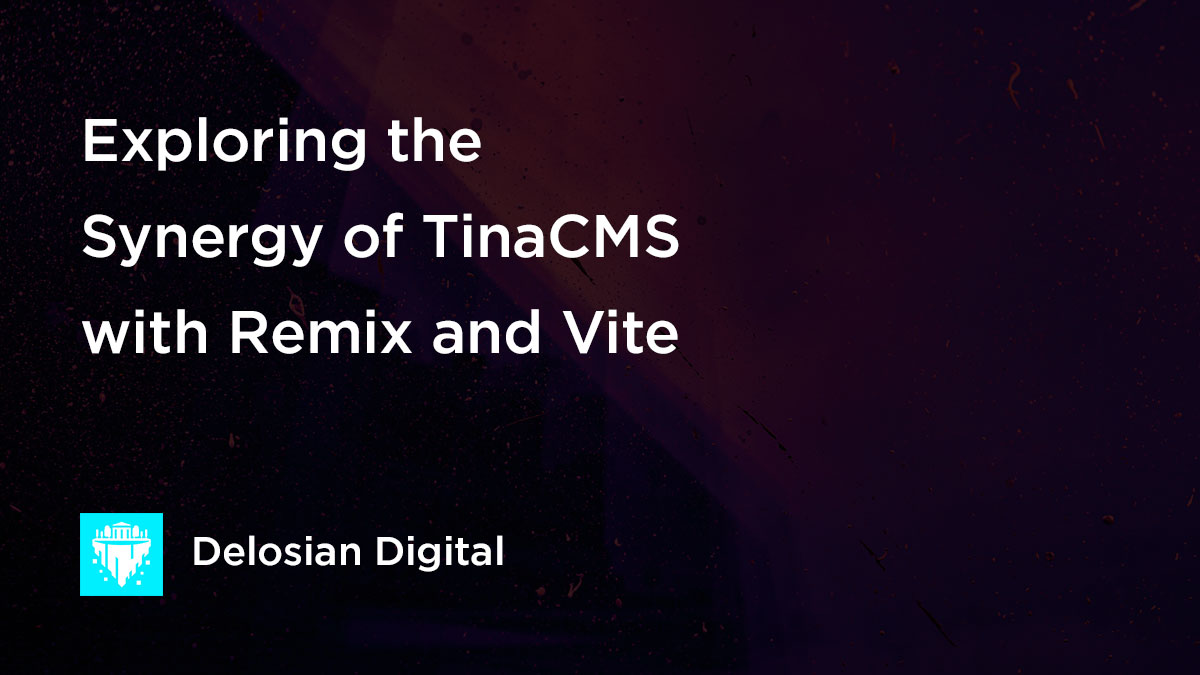 Exploring the
Synergy of TinaCMS
with Remix and Vite
Delosian Digital